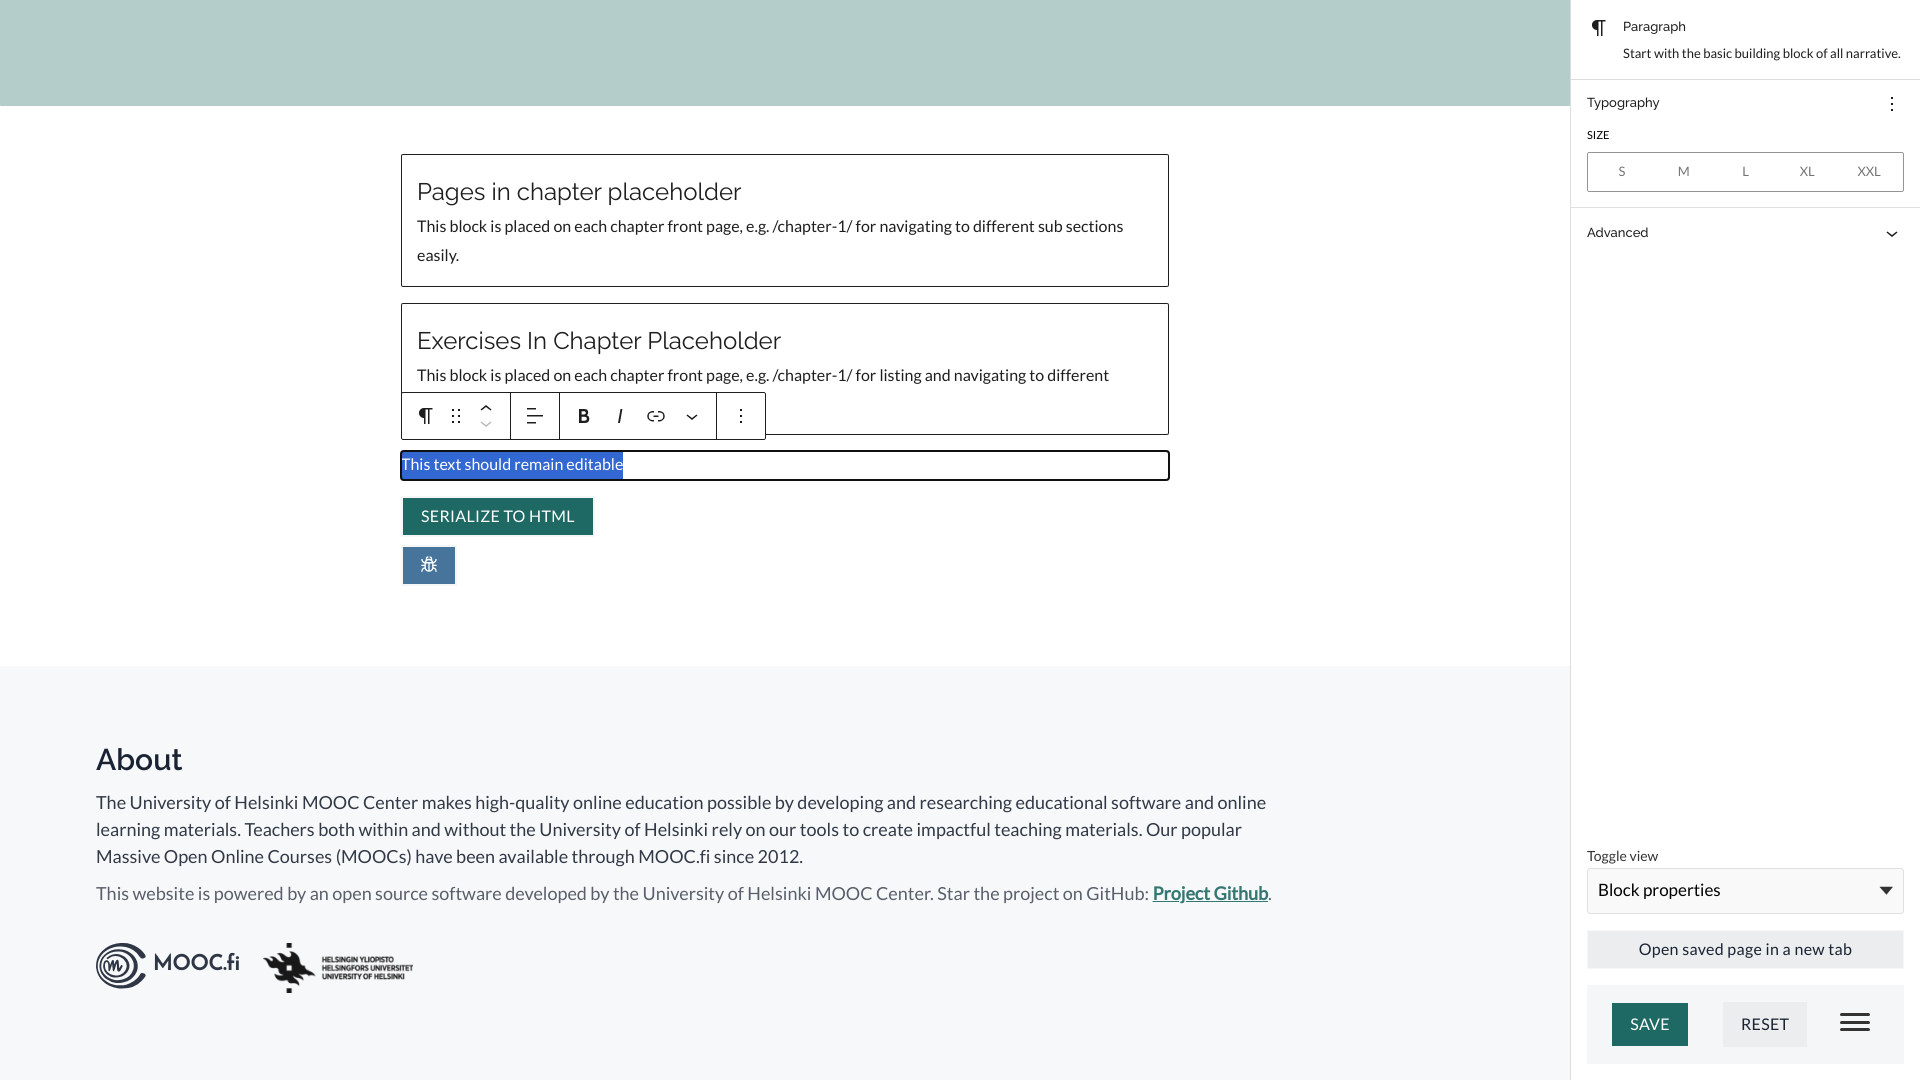 Pages in chapter placeholder
This block is placed on each chapter front page, e.g. /chapter-1/ for navigating to different sub sections
easily.
Exercises In Chapter Placeholder
This block is placed on each chapter front page, e.g. /chapter-1/ for listing and navigating to different
B I
This text should remain editable
SERIALIZE TO HTML
About
The University of Helsinki MOOC Center makes high-quality online education possible by developing and researching educational software and online
learning materials. Teachers both within and without the University of Helsinki rely on our tools to create impactful teaching materials. Our popular
Massive Open Online Courses (MOOCs) have been available through MOOC.fi since 2012.
This website is powered by an open source software developed by the University of Helsinki MOOC Center. Star the project on GitHub: Project Github.
MOOC.fi
HELSINGIN YLIOPISTO
HELSINGFORS UNIVERSITET
UNIVERSITY OF HELSINKI
Paragraph
Start with the basic building block of all narrative.
Typography
SIZE
S M L XL XXL
Advanced
Toggle view
Block properties
Open saved page in a new tab
SAVE
RESET